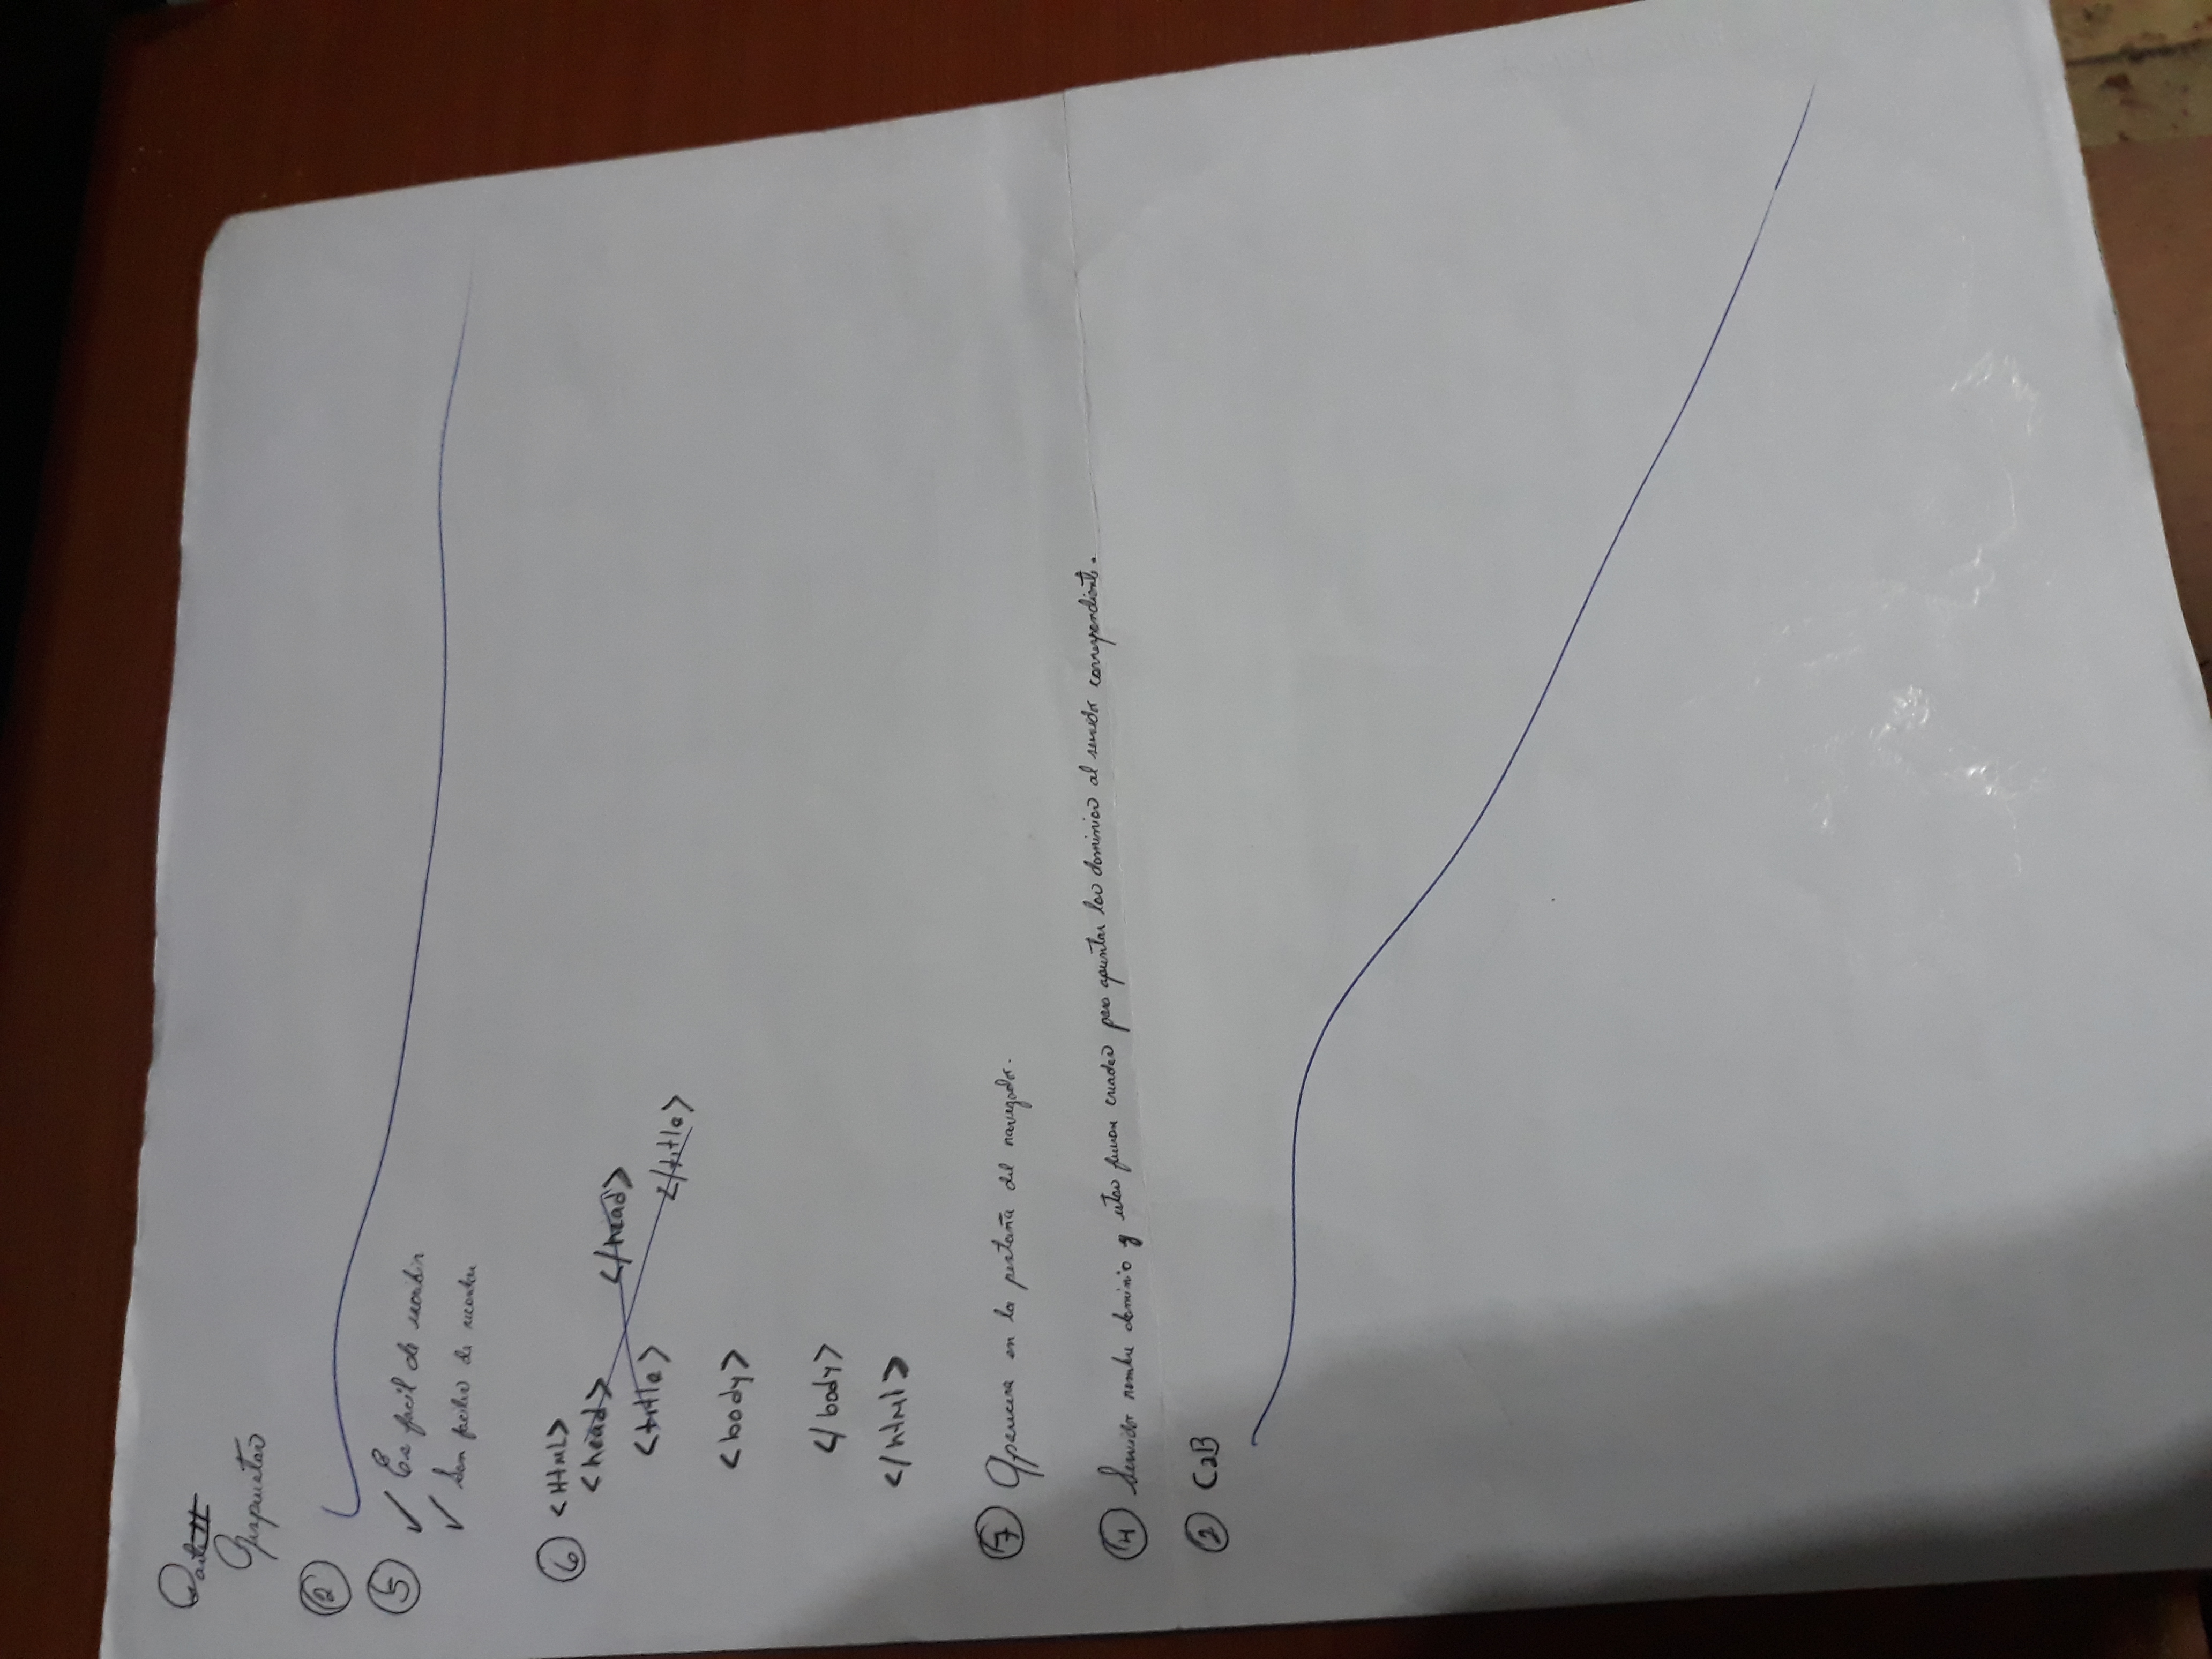 Parte II
Respuestas
2
5 ✓ Es facil de escribir
✓ Son faciles de recordar
6 <HtmL>
<head> </head>
<title> </title>
<body>
</body>
</html>
7 Aparecera en la pestaña del navegador.
4 Servidor nombre dominio y estos fueron creados para apuntar los dominios al servidor correspondiente.
2 C2B